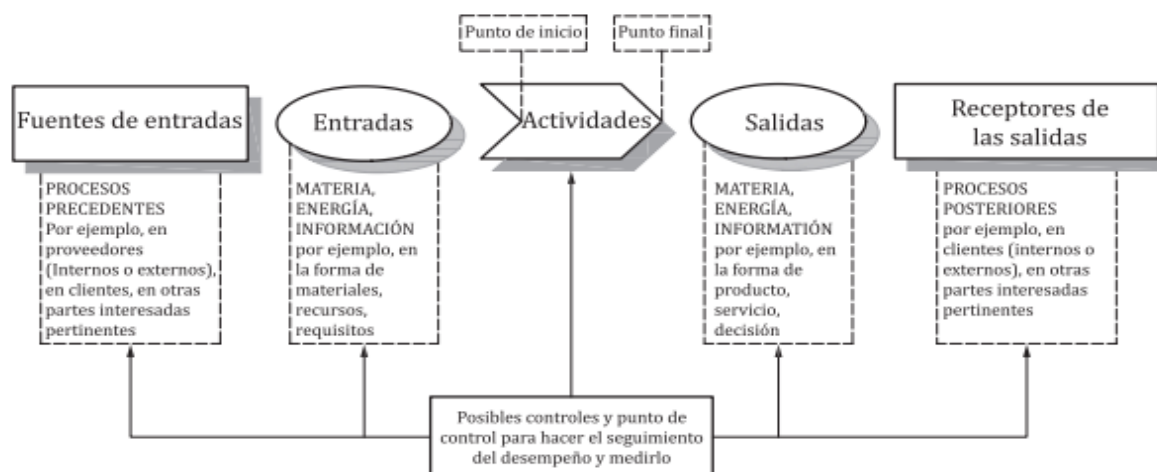 Punto de inicio
Punto final
Fuentes de entradas
Entradas
Actividades
Salidas
Receptores de
las salidas
PROCESOS
PRECEDENTES
Por ejemplo, en
proveedores
(Internos o externos),
en clientes, en otras
partes interesadas
pertinentes
MATERIA,
ENERGÍA,
INFORMACIÓN
por ejemplo, en
la forma de
materiales,
recursos,
requisitos
MATERIA,
ENERGÍA,
INFORMATIÓN
por ejemplo, en
la forma de
producto,
servicio,
decisión
PROCESOS
POSTERIORES
por ejemplo, en
clientes (internos o
externos), en otras
partes interesadas
pertinentes
Posibles controles y punto de
control para hacer el seguimiento
del desempeño y medirlo